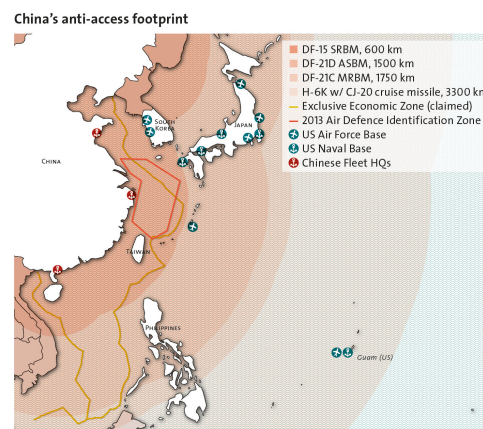 China's anti-access footprint
DF-15 SRBM, 600 km
DF-21D ASBM, 1500 km
DF-21C MRBM, 1750 km
H-6K w/ CJ-20 cruise missile, 3300 km
Exclusive Economic Zone (claimed)
2013 Air Defence Identification Zone
US Air Force Base
US Naval Base
Chinese Fleet HQs
South
Korea
Japan
China
Taiwan
Philippines
Guam (US)